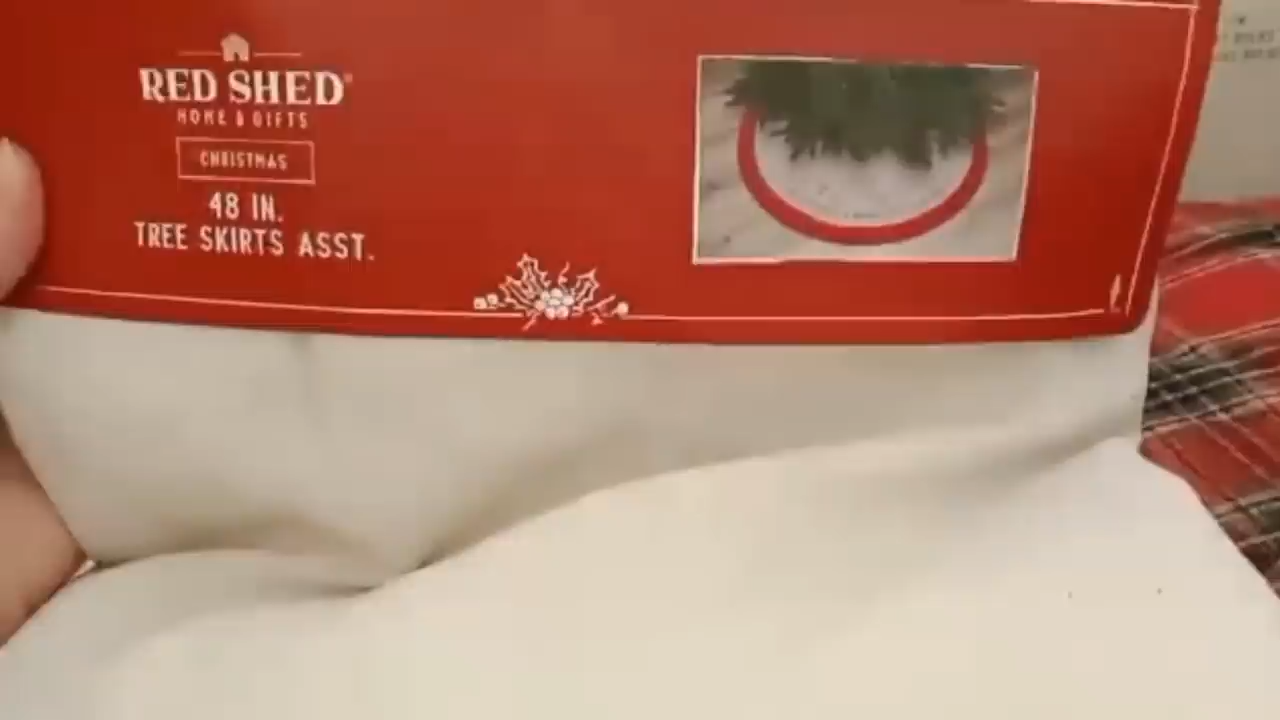 RED SHED
HOME & GIFTS
CHRISTMAS
48 IN.
TREE SKIRTS ASST.